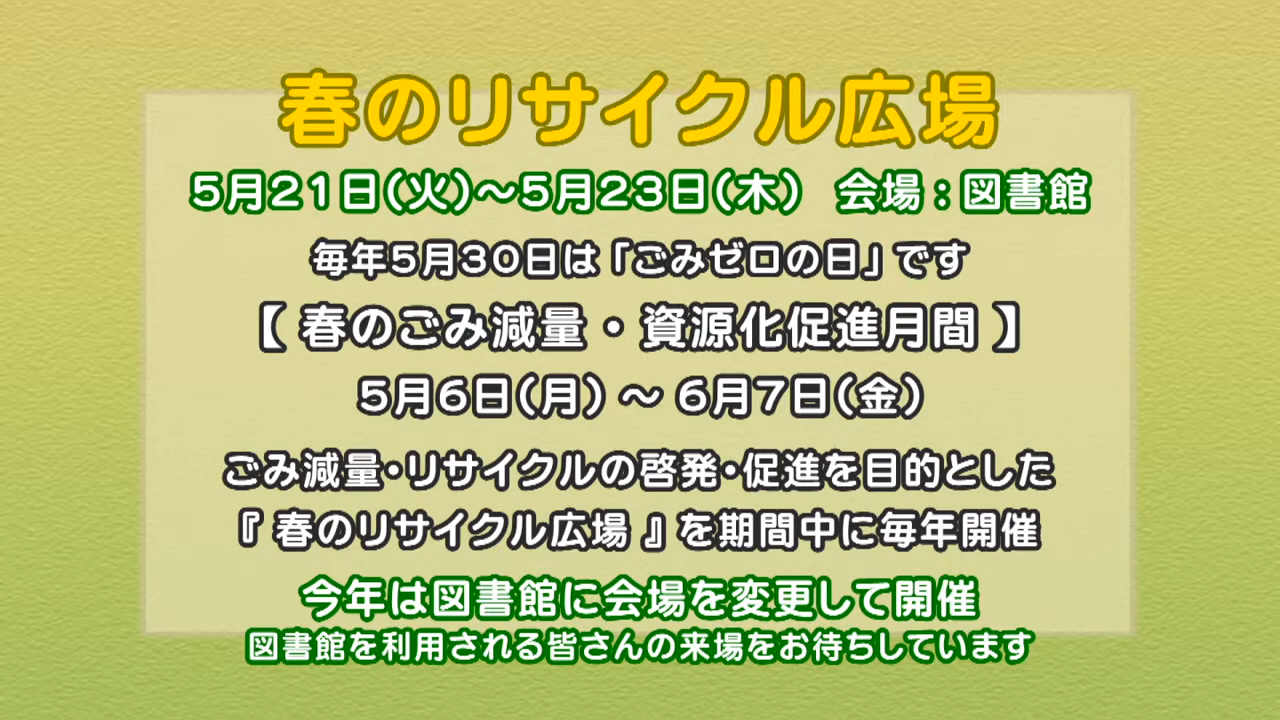 春のリサイクル広場
5月21日(火)～5月23日(木) 会場：図書館
毎年5月30日は「ごみゼロの日」です
【 春のごみ減量・資源化促進月間 】
5月6日(月) ～ 6月7日(金)
ごみ減量・リサイクルの啓発・促進を目的とした
『 春のリサイクル広場 』を期間中に毎年開催
今年は図書館に会場を変更して開催
図書館を利用される皆さんの来場をお待ちしています